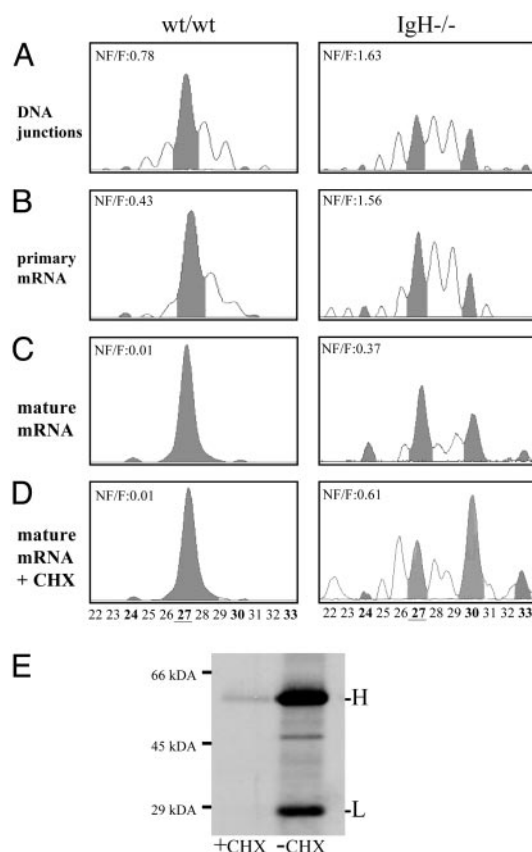 wt/wt IgH-/-
A
DNA
junctions
NF/F:0.78
NF/F:1.63
B
primary
mRNA
NF/F:0.43
NF/F:1.56
C
mature
mRNA
NF/F:0.01
NF/F:0.37
D
mature
mRNA
+ CHX
NF/F:0.01
NF/F:0.61
22 23 24 25 26 27 28 29 30 31 32 33
22 23 24 25 26 27 28 29 30 31 32 33
E
66 kDA
-H
45 kDA
29 kDA
-L
+CHX -CHX